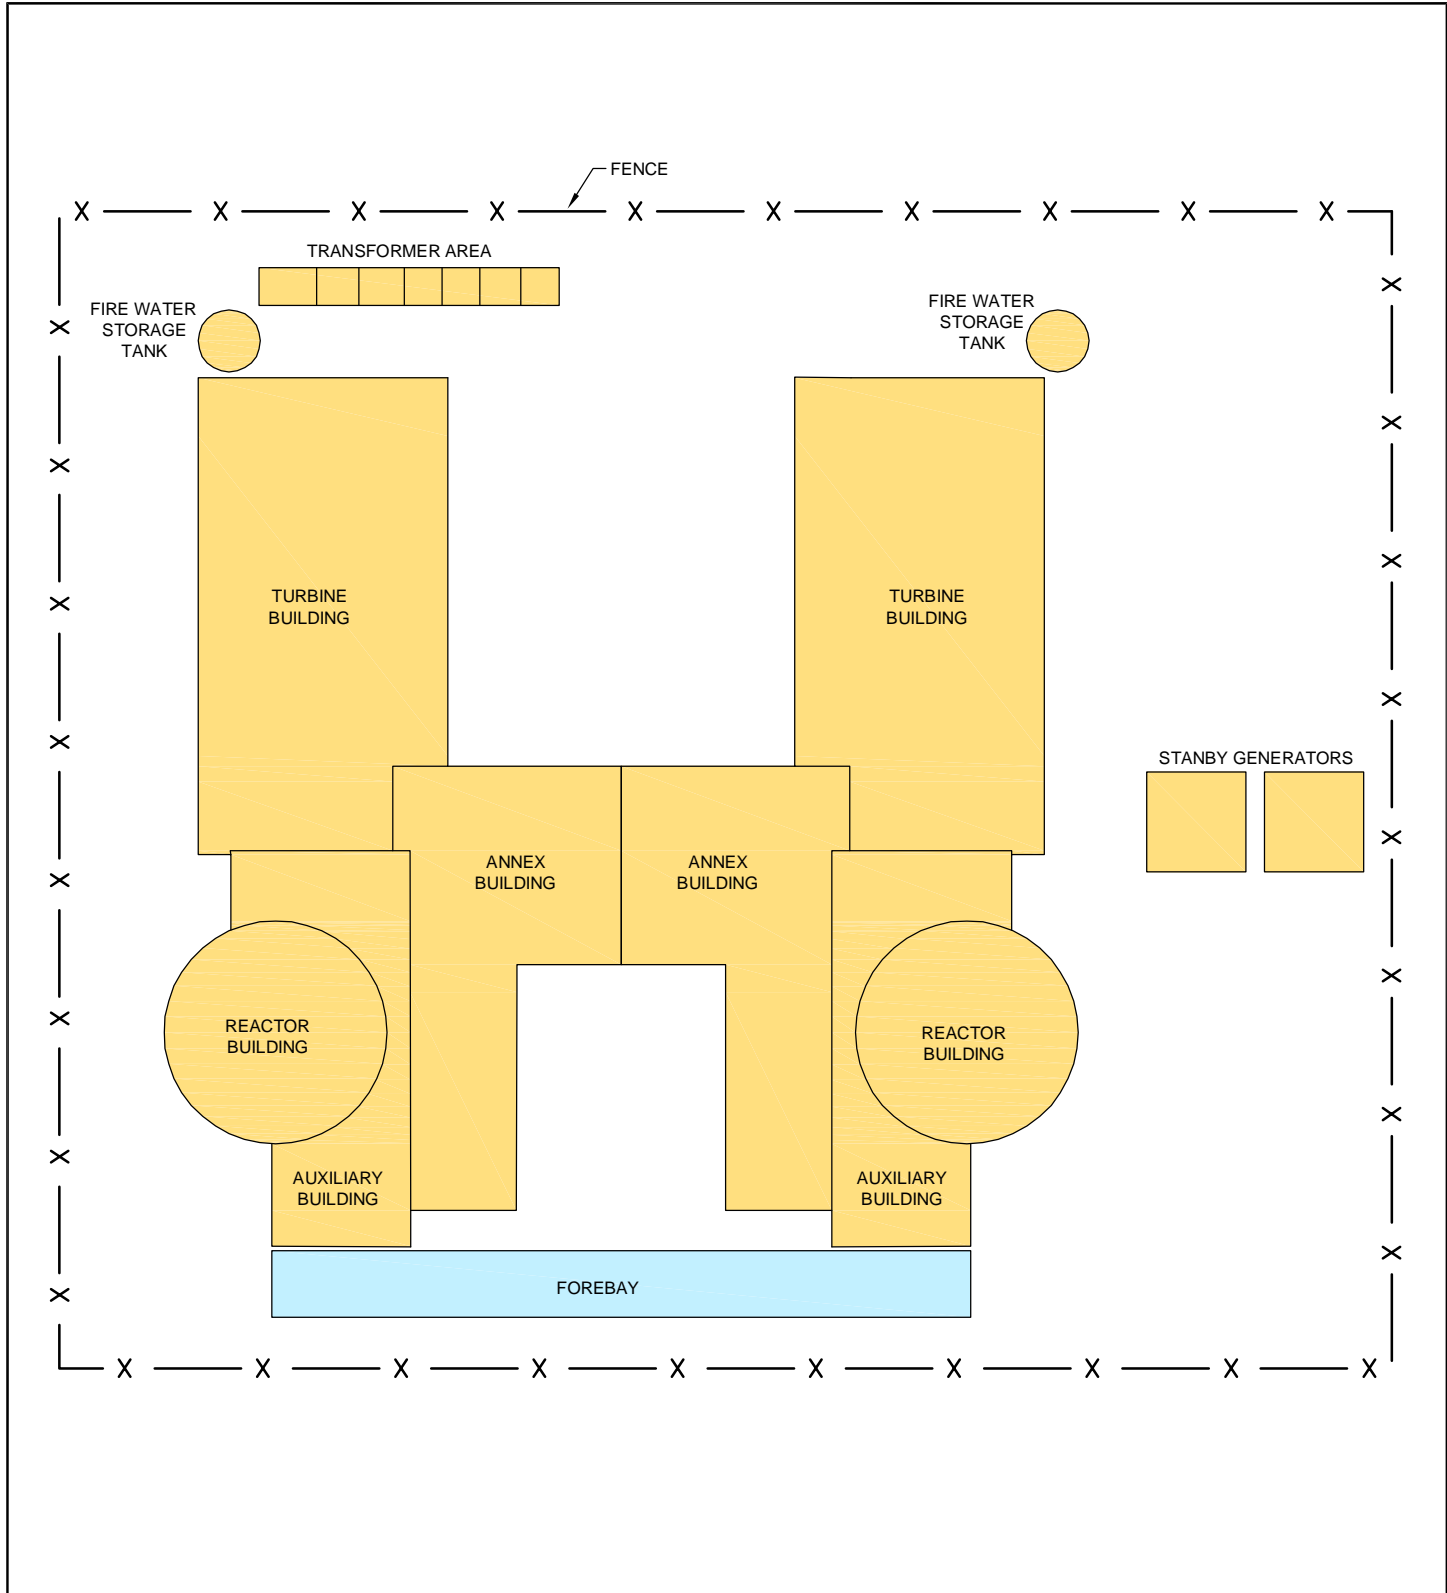 FENCE
TRANSFORMER AREA
FIRE WATER
STORAGE
TANK
FIRE WATER
STORAGE
TANK
TURBINE
BUILDING
TURBINE
BUILDING
STANBY GENERATORS
ANNEX
BUILDING
ANNEX
BUILDING
REACTOR
BUILDING
REACTOR
BUILDING
AUXILIARY
BUILDING
AUXILIARY
BUILDING
FOREBAY